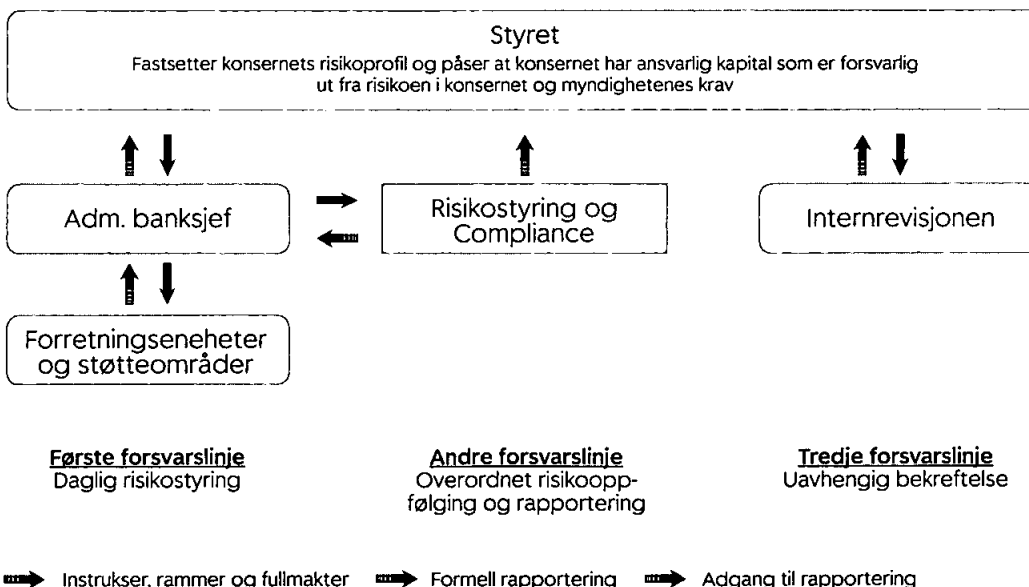 Styret
Fastsetter konsernets risikoprofil og påser at konsernet har ansvarlig kapital som er forsvarlig
ut fra risikoen i konsernet og myndighetenes krav
Adm. banksjef
Risikostyring og
Compliance
Internrevisjonen
Forretningseneheter
og støtteområder
Første forsvarslinje
Daglig risikostyring
Andre forsvarslinje
Overordnet risikoopp-
følging og rapportering
Tredje forsvarslinje
Uavhengig bekreftelse
Instrukser, rammer og fullmakter
Formell rapportering
Adgang til rapportering